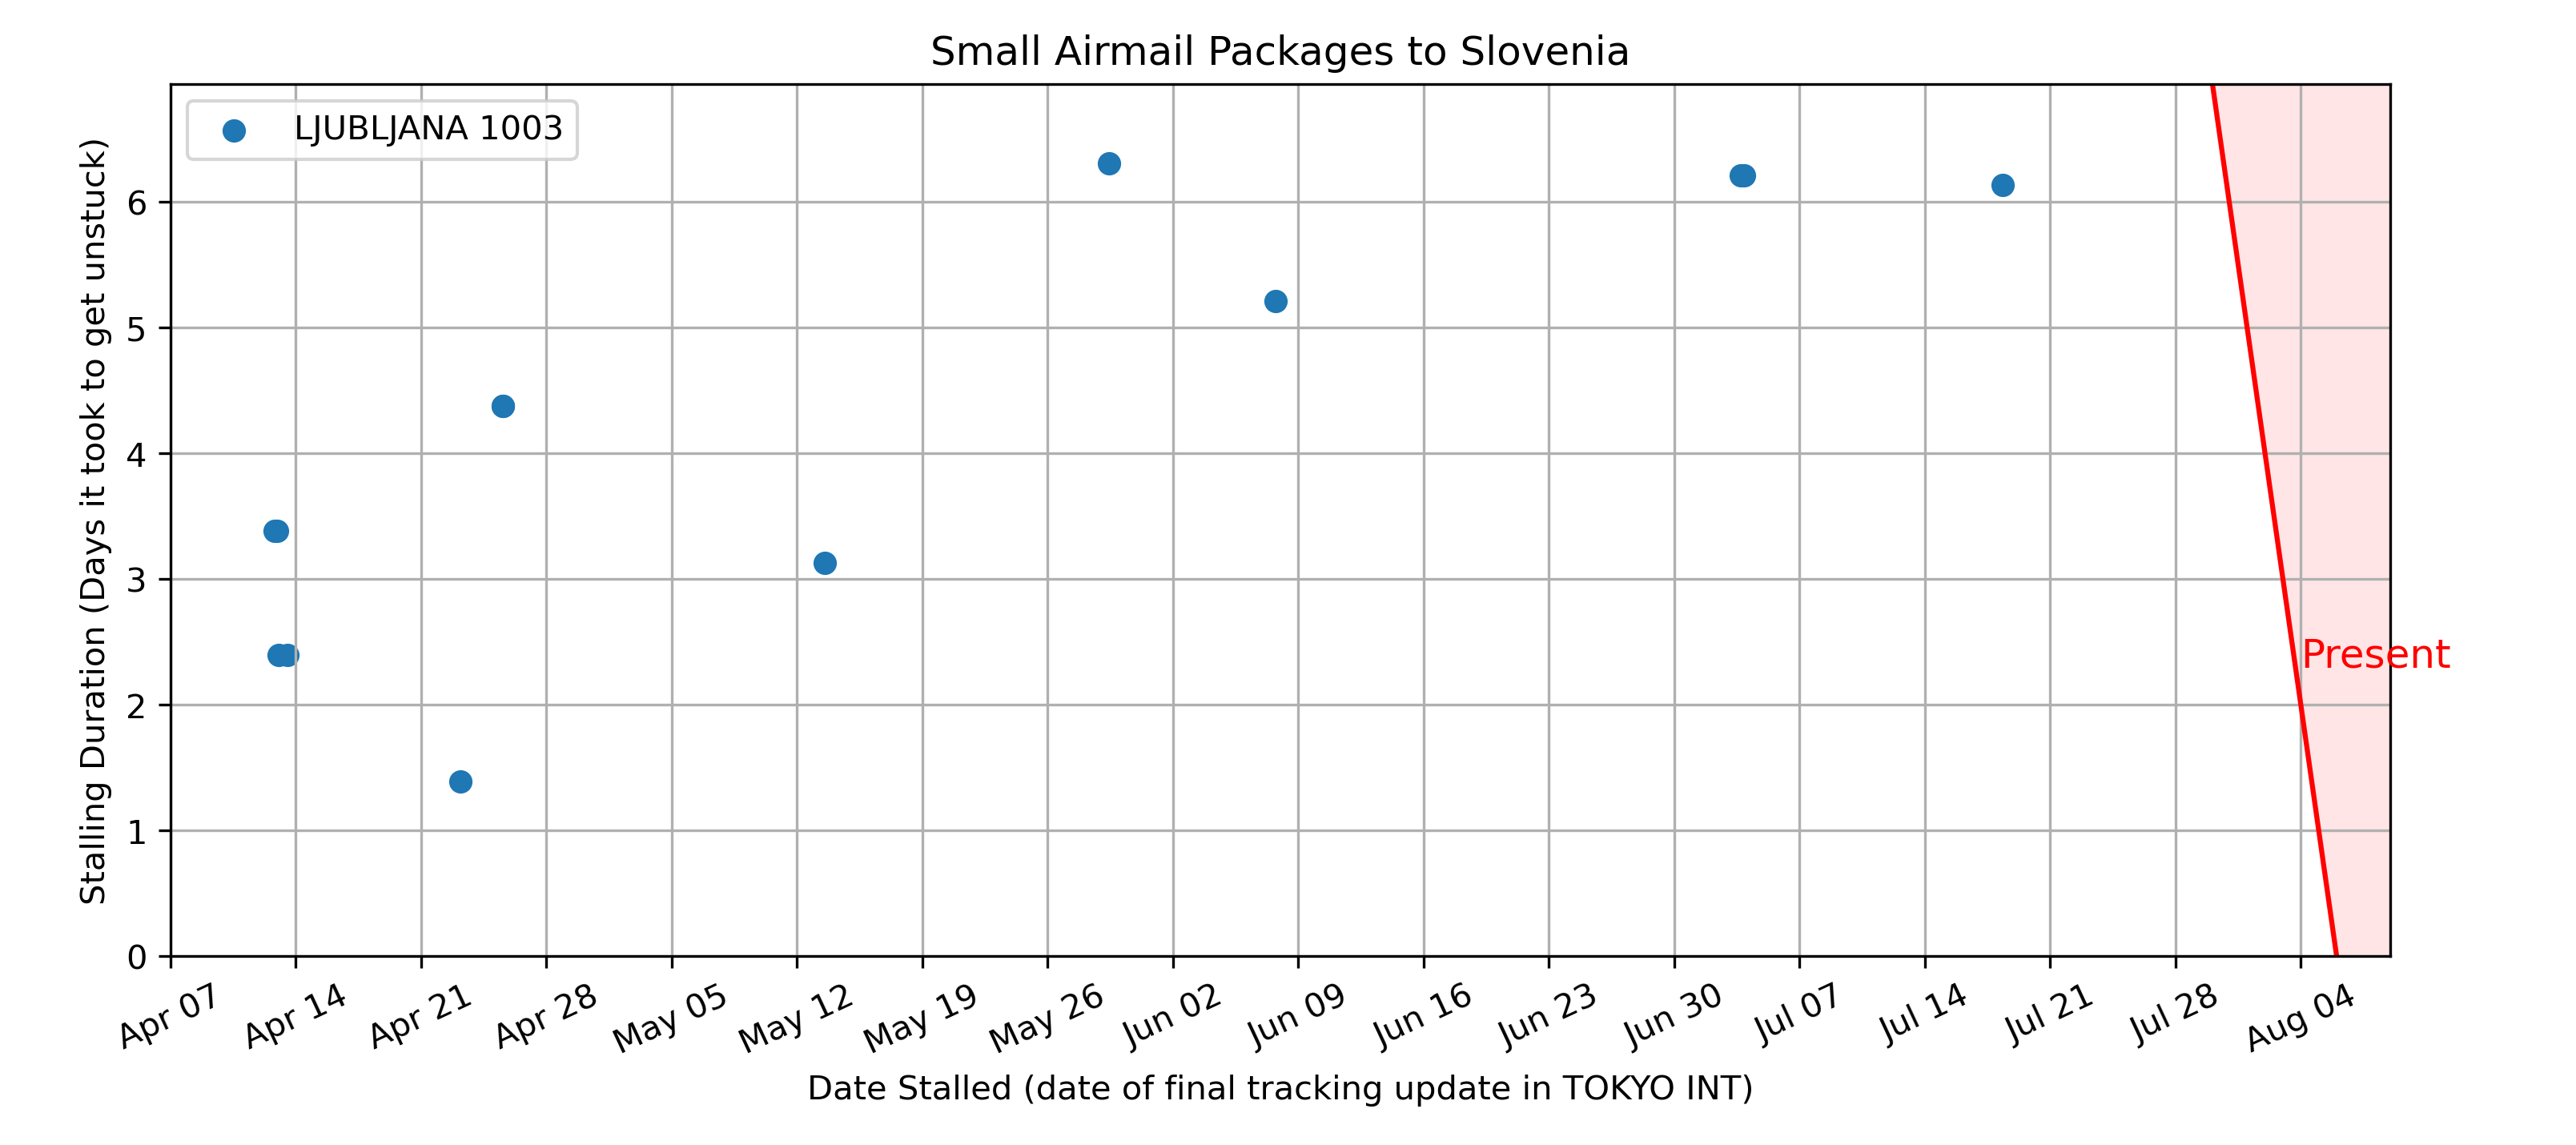 Small Airmail Packages to Slovenia
LJUBLJANA 1003
Stalling Duration (Days it took to get unstuck)
6
5
4
3
2
1
0
Present
Apr 07
Apr 14
Apr 21
Apr 28
May 05
May 12
May 19
May 26
Jun 02
Jun 09
Jun 16
Jun 23
Jun 30
Jul 07
Jul 14
Jul 21
Jul 28
Aug 04
Date Stalled (date of final tracking update in TOKYO INT)